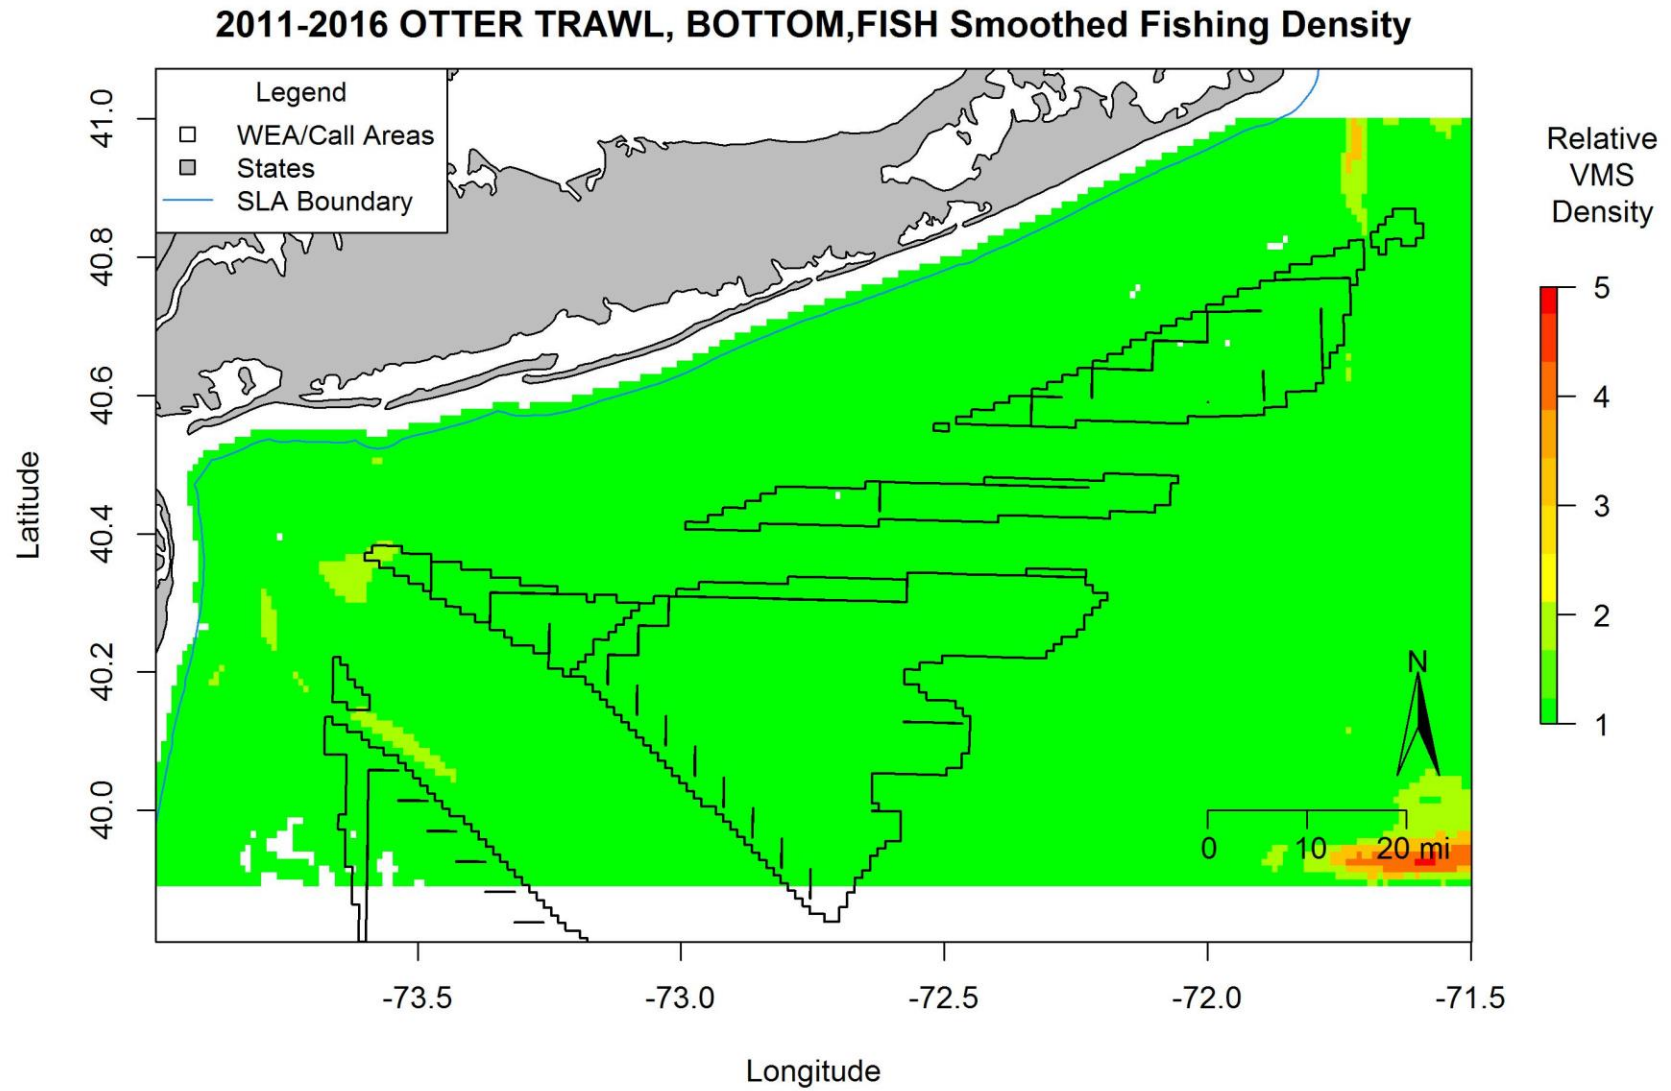 2011-2016 OTTER TRAWL, BOTTOM,FISH Smoothed Fishing Density
Legend
WEA/Call Areas
States
SLA Boundary
Latitude
41.0
40.8
40.6
40.4
40.2
40.0
-73.5
-73.0
-72.5
-72.0
-71.5
Longitude
N
0 10 20 mi
Relative
VMS
Density
5
4
3
2
1